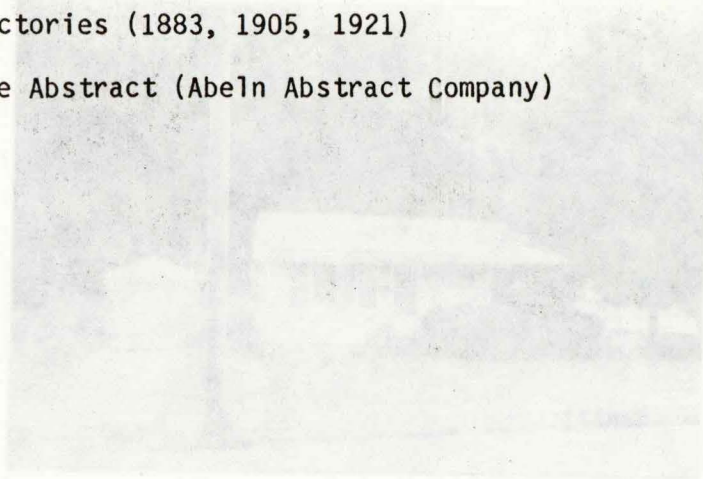 ctories (1883, 1905, 1921)
e Abstract (Abeln Abstract Company)